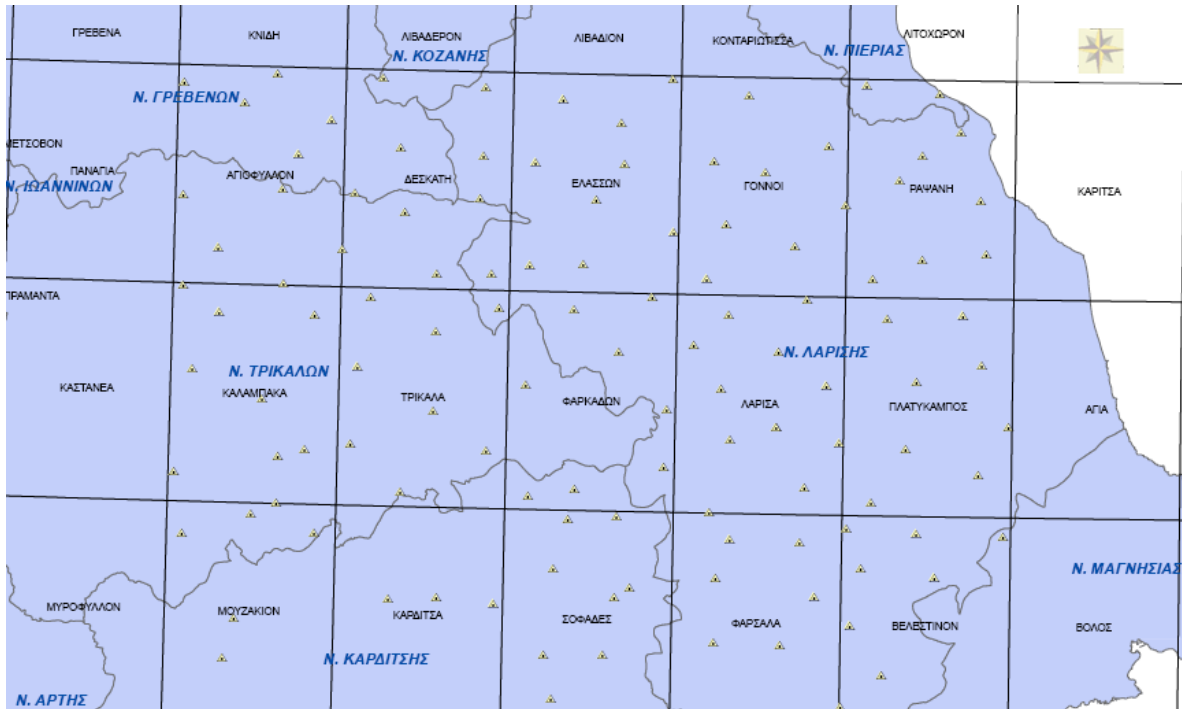 ΓΡΕΒΕΝΑ
ΚΝΙΔΗ
ΛΙΒΑΔΕΡΟΝ
ΛΙΒΑΔΙΟΝ
ΚΟΝΤΑΡΙΩΤΙΣΣΑ
ΛΙΤΟΧΩΡΟΝ
Ν. ΚΟΖΑΝΗΣ
Ν. ΠΙΕΡΙΑΣ
Ν. ΓΡΕΒΕΝΩΝ
ΜΕΤΣΟΒΟΝ
ΠΑΝΑΓΙΑ
ΑΓΙΟΦΥΛΛΟΝ
ΔΕΣΚΑΤΗ
ΕΛΑΣΣΩΝ
ΓΟΝΝΟΙ
ΡΑΨΑΝΗ
ΚΑΡΙΤΣΑ
Ν. ΙΩΑΝΝΙΝΩΝ
ΠΡΑΜΑΝΤΑ
Ν. ΤΡΙΚΑΛΩΝ
Ν. ΛΑΡΙΣΗΣ
ΚΑΣΤΑΝΕΑ
ΚΑΛΑΜΠΑΚΑ
ΤΡΙΚΑΛΑ
ΦΑΡΚΑΔΩΝ
ΛΑΡΙΣΑ
ΠΛΑΤΥΚΑΜΠΟΣ
ΑΓΙΑ
Ν. ΜΑΓΝΗΣΙΑΣ
ΜΥΡΟΦΥΛΛΟΝ
ΜΟΥΖΑΚΙΟΝ
ΚΑΡΔΙΤΣΑ
ΣΟΦΑΔΕΣ
ΦΑΡΣΑΛΑ
ΒΕΛΕΣΤΙΝΟΝ
ΒΟΛΟΣ
Ν. ΚΑΡΔΙΤΣΗΣ
Ν. ΑΡΤΗΣ